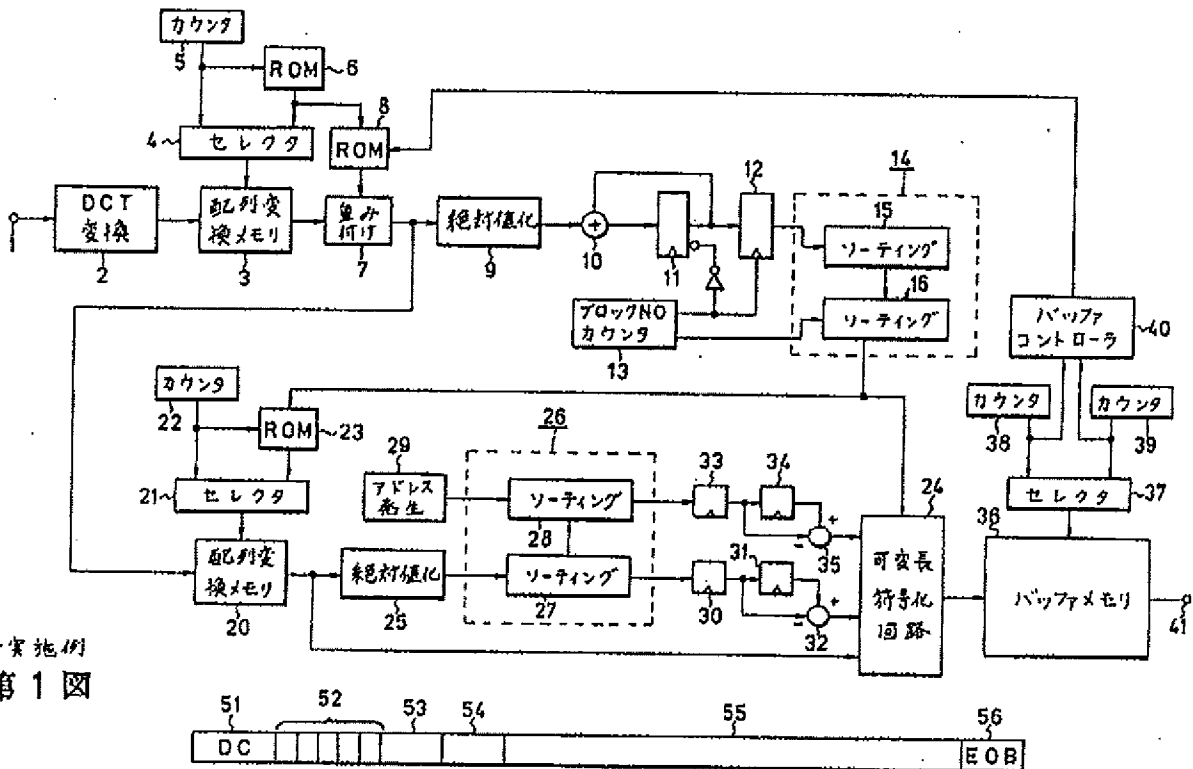 カウンタ
5
ROM
6
8
4
セレクタ
ROM
DCT
変換
2
配列変
換メモリ
3
重み
付け
7
絶対値化
9
+
10
11
12
14
15
ソーティング
16
ソーティング
ブロックNO
カウンタ
13
バッファ
コントローラ
40
カウンタ
22
ROM
23
26
カウンタ
38
カウンタ
39
21
セレクタ
29
アドレス
発生
ソーティング
28
33
34
+
-
35
24
セレクタ
37
36
配列変
換メモリ
20
絶対値化
25
ソーティング
27
30
31
+
-
32
可変長
符号化
回路
バッファメモリ
41
実施例
第1図
51
52
53
54
55
56
DC
EOB